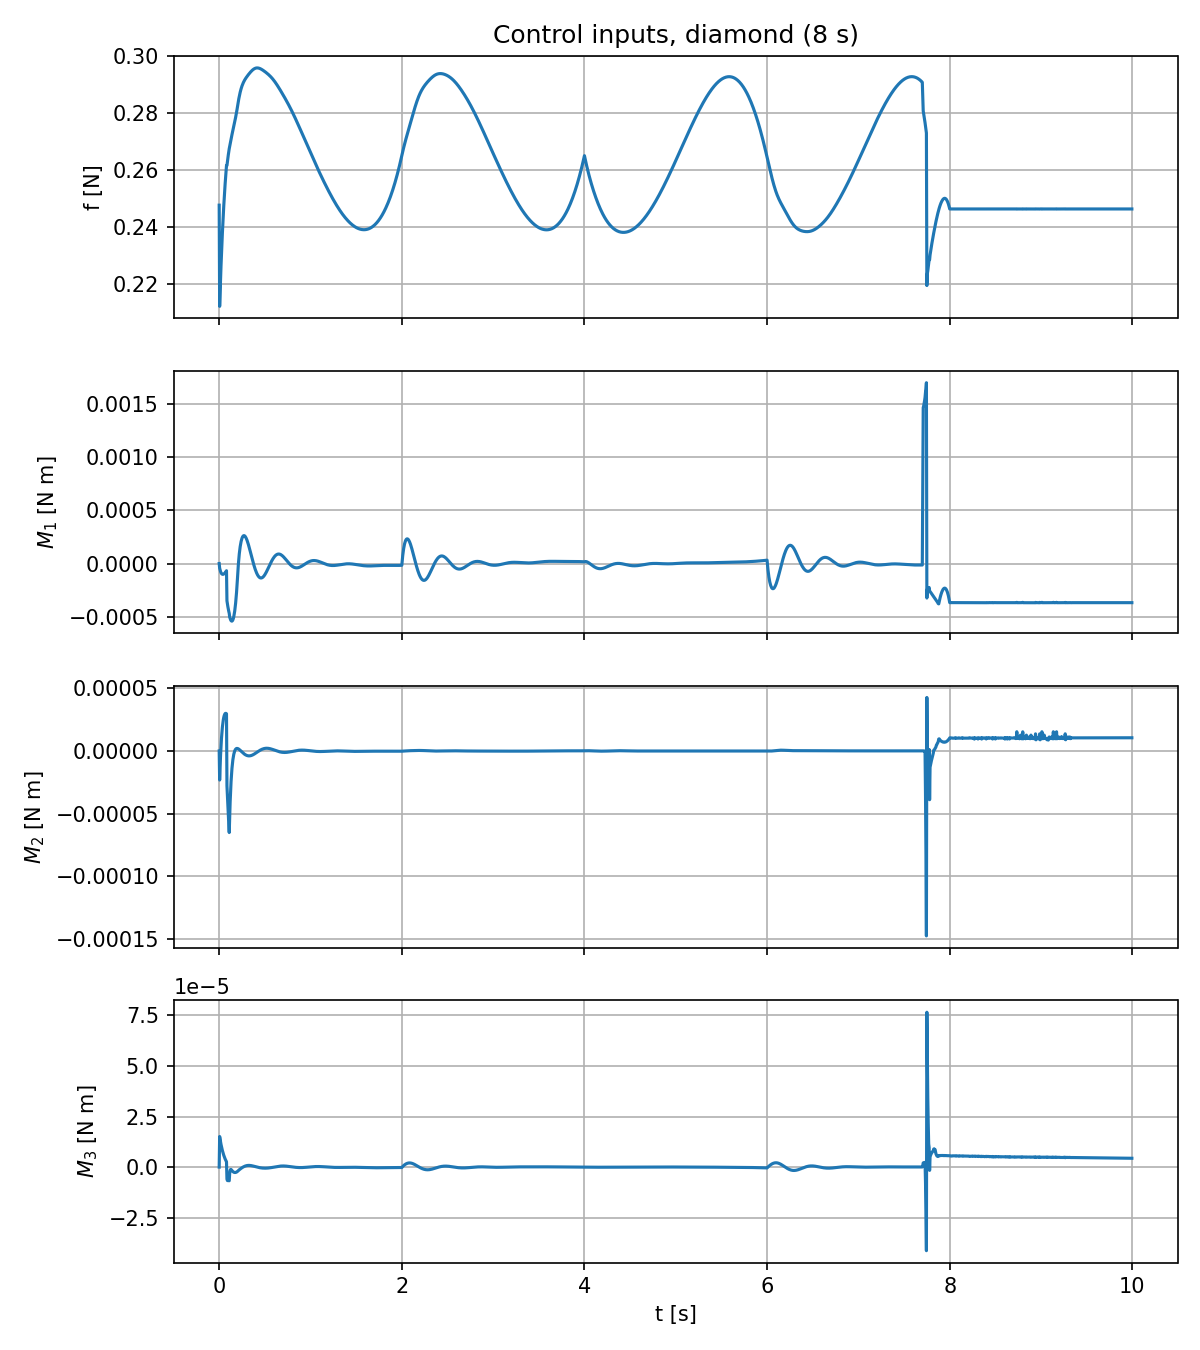 Control inputs, diamond (8 s)
0.30
0.28
0.26
0.24
0.22
f [N]
0.0015
0.0010
0.0005
0.0000
−0.0005
M₁ [N m]
0.00005
0.00000
−0.00005
−0.00010
−0.00015
M₂ [N m]
1e−5
7.5
5.0
2.5
0.0
−2.5
M₃ [N m]
0 2 4 6 8 10
t [s]